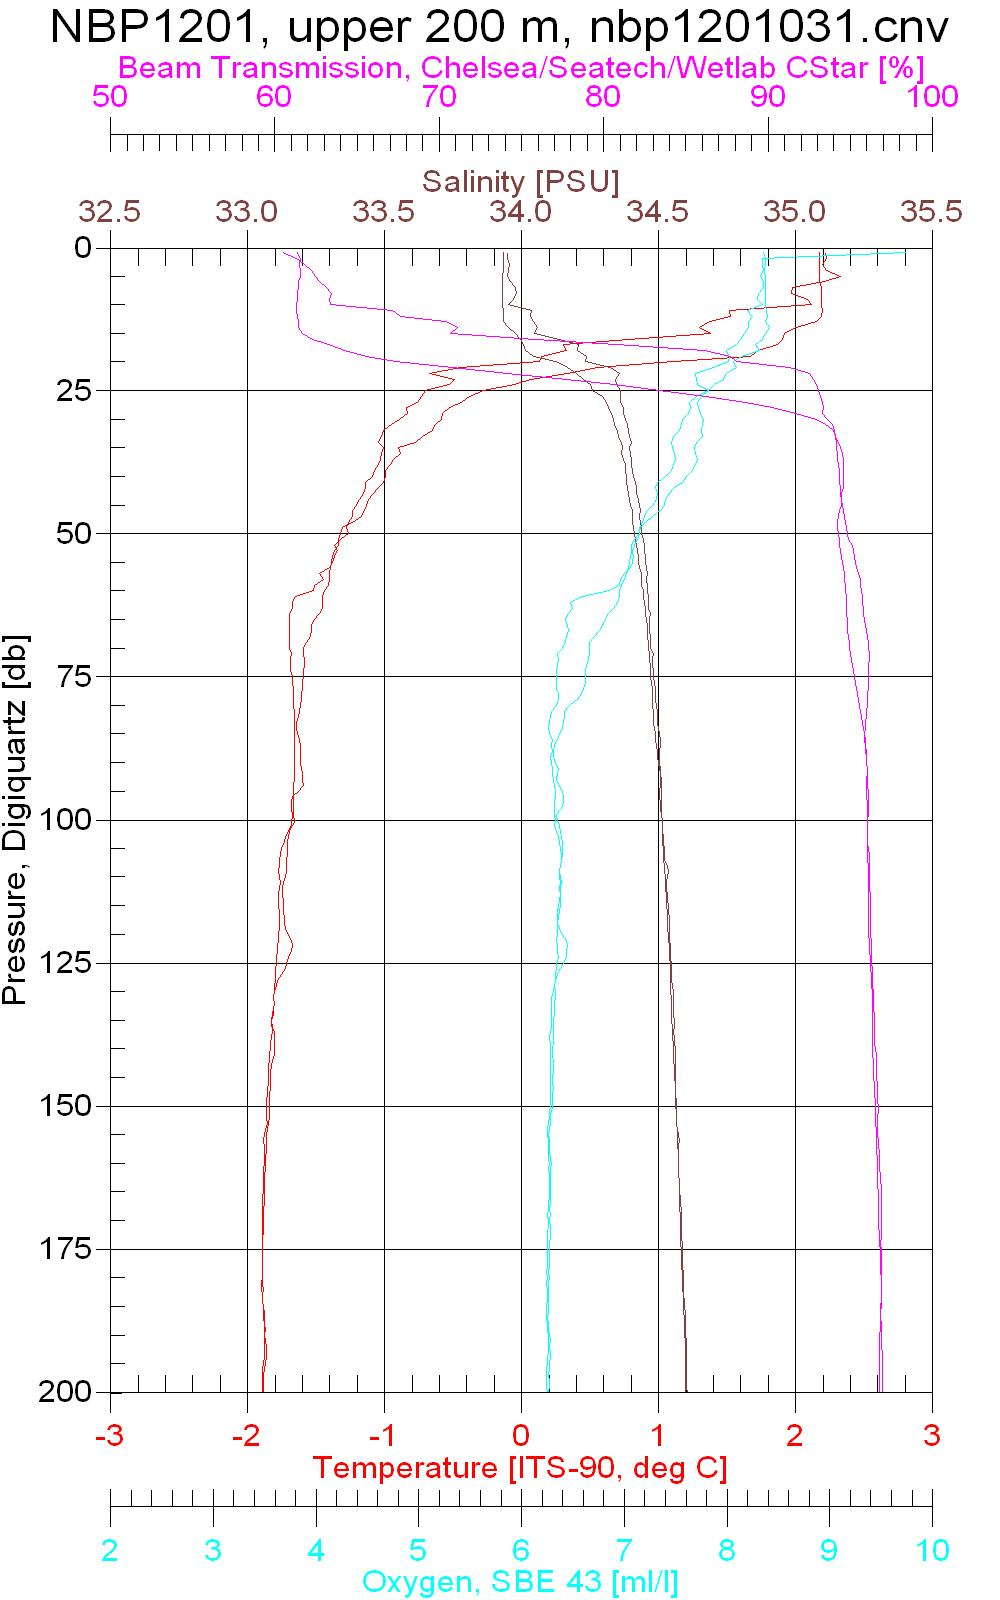 NBP1201, upper 200 m, nbp1201031.cnv
Beam Transmission, Chelsea/Seatech/Wetlab CStar [%]
50 60 70 80 90 100
Salinity [PSU]
32.5 33.0 33.5 34.0 34.5 35.0 35.5
0
25
50
75
100
125
150
175
200
Pressure, Digiquartz [db]
-3 -2 -1 0 1 2 3
Temperature [ITS-90, deg C]
2 3 4 5 6 7 8 9 10
Oxygen, SBE 43 [ml/l]